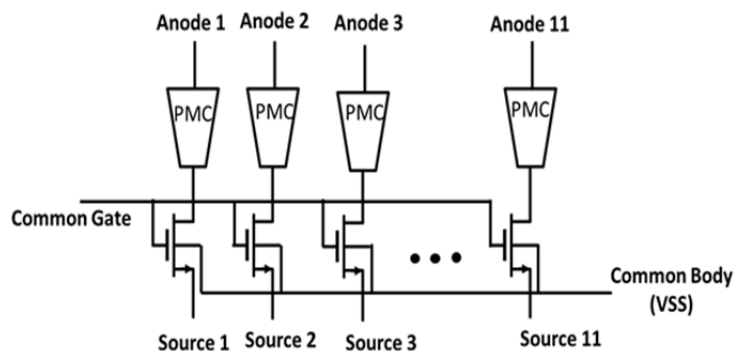 Anode 1 Anode 2 Anode 3 Anode 11
PMC PMC PMC PMC
Common Gate
Common Body
(VSS)
Source 1 Source 2 Source 3 Source 11